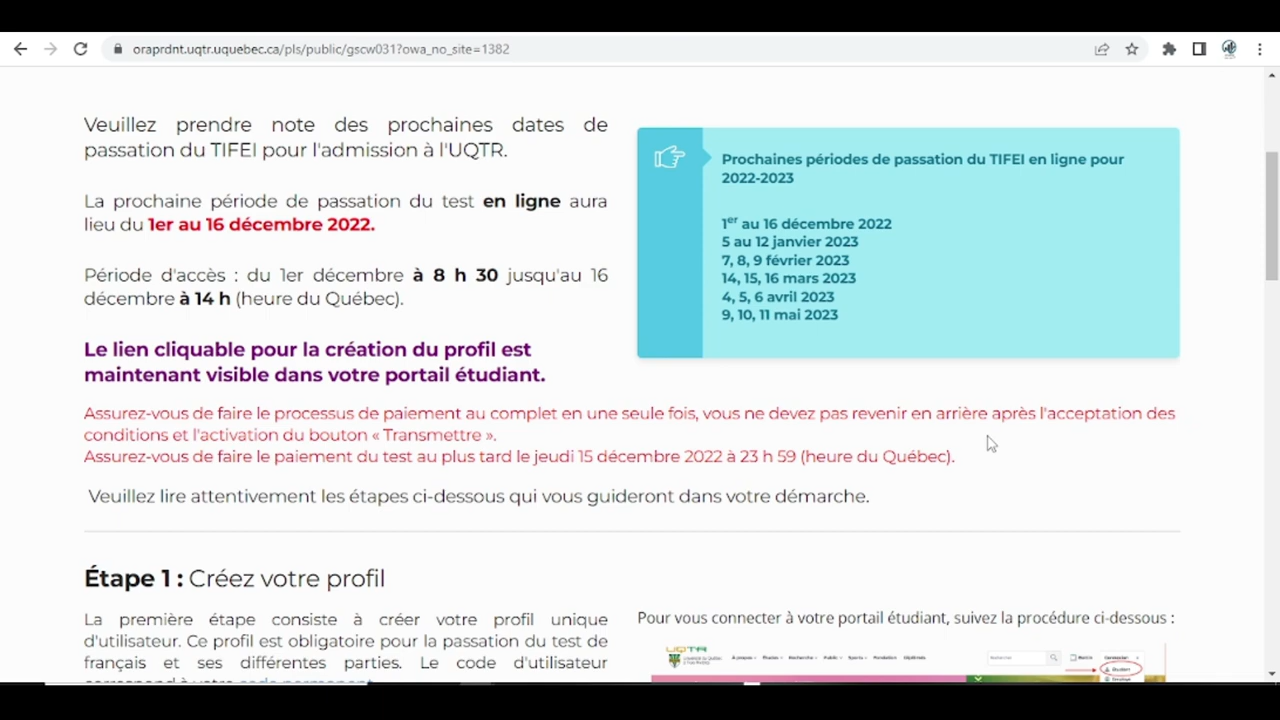 oraprdnt.uqtr.uquebec.ca/pls/public/gscw031?owa_no_site=1382
Veuillez prendre note des prochaines dates de
passation du TIFEI pour l'admission à l'UQTR.
La prochaine période de passation du test en ligne aura
lieu du 1er au 16 décembre 2022.
Période d'accès : du 1er décembre à 8 h 30 jusqu'au 16
décembre à 14 h (heure du Québec).
Le lien cliquable pour la création du profil est
maintenant visible dans votre portail étudiant.
Prochaines périodes de passation du TIFEI en ligne pour
2022-2023
1er au 16 décembre 2022
5 au 12 janvier 2023
7, 8, 9 février 2023
14, 15, 16 mars 2023
4, 5, 6 avril 2023
9, 10, 11 mai 2023
Assurez-vous de faire le processus de paiement au complet en une seule fois, vous ne devez pas revenir en arrière après l'acceptation des
conditions et l'activation du bouton « Transmettre ».
Assurez-vous de faire le paiement du test au plus tard le jeudi 15 décembre 2022 à 23 h 59 (heure du Québec).
Veuillez lire attentivement les étapes ci-dessous qui vous guideront dans votre démarche.
Étape 1 : Créez votre profil
La première étape consiste à créer votre profil unique
d'utilisateur. Ce profil est obligatoire pour la passation du test de
français et ses différentes parties. Le code d'utilisateur
correspond à votre code permanent
Pour vous connecter à votre portail étudiant, suivez la procédure ci-dessous :
UQTR